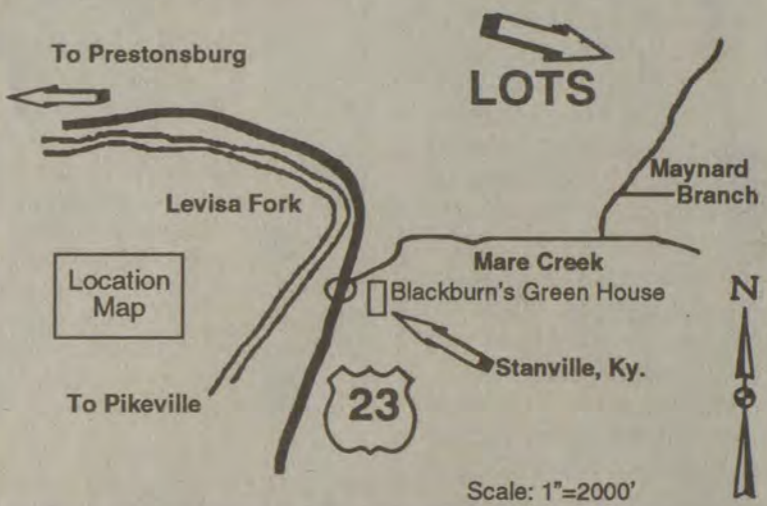 To Prestonsburg
LOTS
Maynard
Branch
Levisa Fork
Mare Creek
Location
Map
Blackburn's Green House
N
Stanville, Ky.
To Pikeville
23
Scale: 1"=2000'